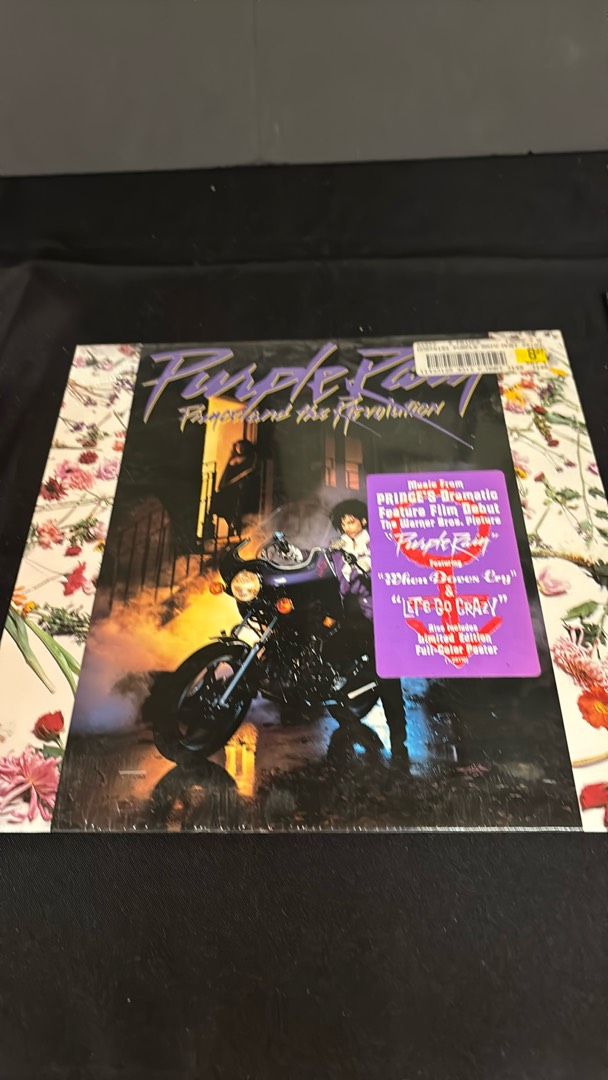 Purple Rain
Prince and the Revolution
Music From
PRINCE'S Dramatic
Feature Film Debut
The Warner Bros. Picture
"Purple Rain"
Featuring
"When Doves Cry"
&
"LET'S GO CRAZY"
Also Includes
Limited Edition
Full-Color Poster